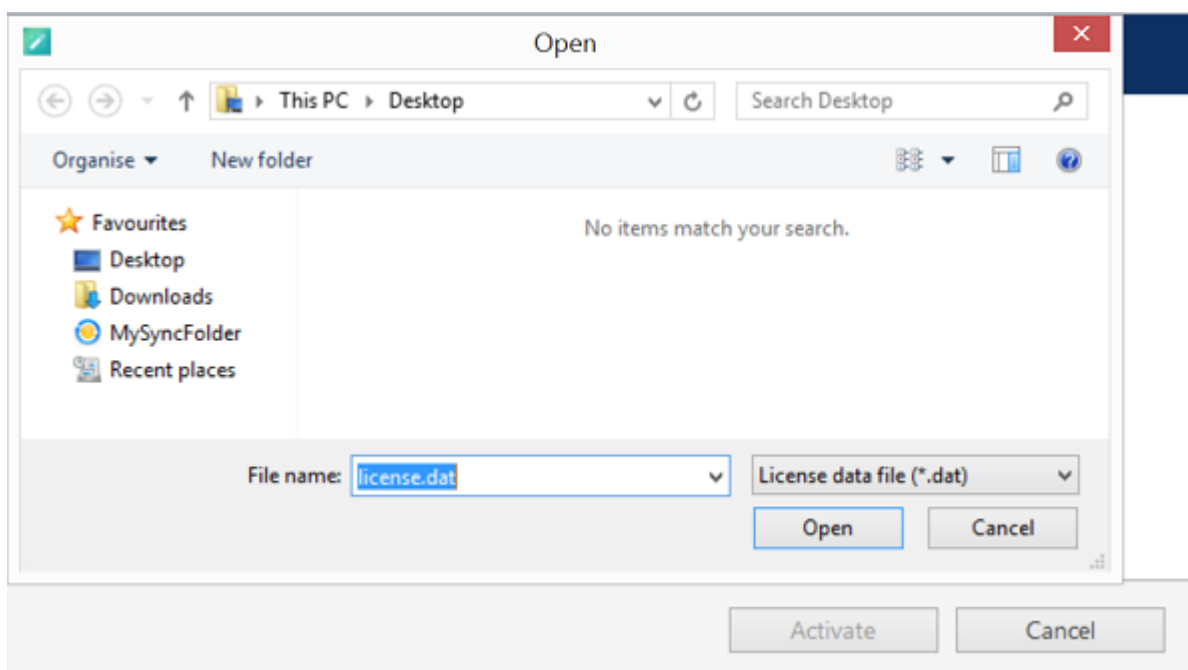 Open
This PC Desktop
Search Desktop
Organise New folder
Favourites
Desktop
Downloads
MySyncFolder
Recent places
No items match your search.
File name: license.dat License data file (*.dat)
Open Cancel
Activate Cancel